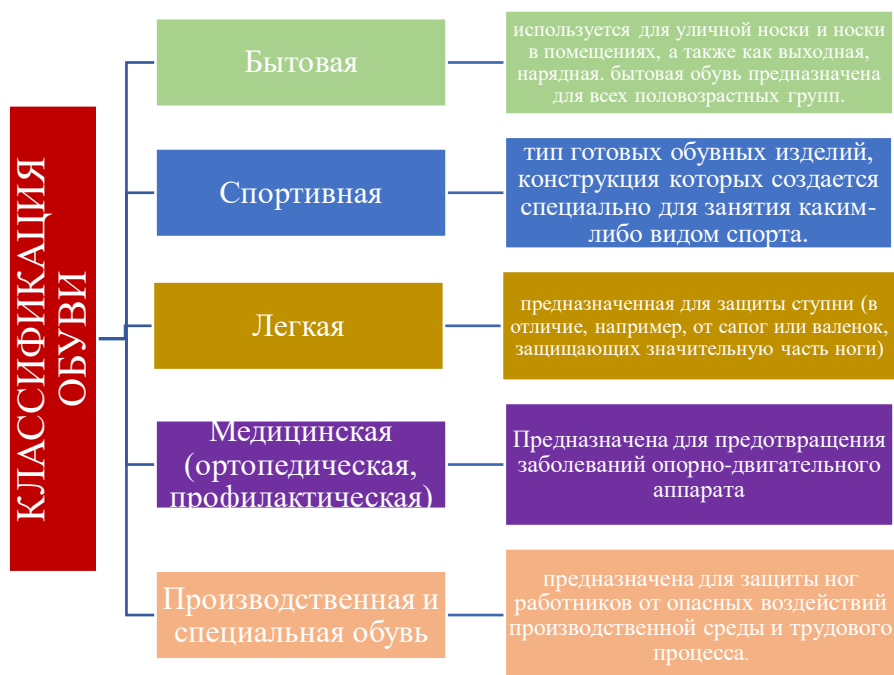 КЛАССИФИКАЦИЯ
ОБУВИ
Бытовая
используется для уличной носки и носки
в помещениях, а также как выходная,
нарядная. бытовая обувь предназначена
для всех половозрастных групп.
Спортивная
тип готовых обувных изделий,
конструкция которых создается
специально для занятия каким-
либо видом спорта.
Легкая
предназначенная для защиты ступни (в
отличие, например, от сапог или валенок,
защищающих значительную часть ноги)
Медицинская
(ортопедическая,
профилактическая)
Предназначена для предотвращения
заболеваний опорно-двигательного
аппарата
Производственная и
специальная обувь
предназначена для защиты ног
работников от опасных воздействий
производственной среды и трудового
процесса.